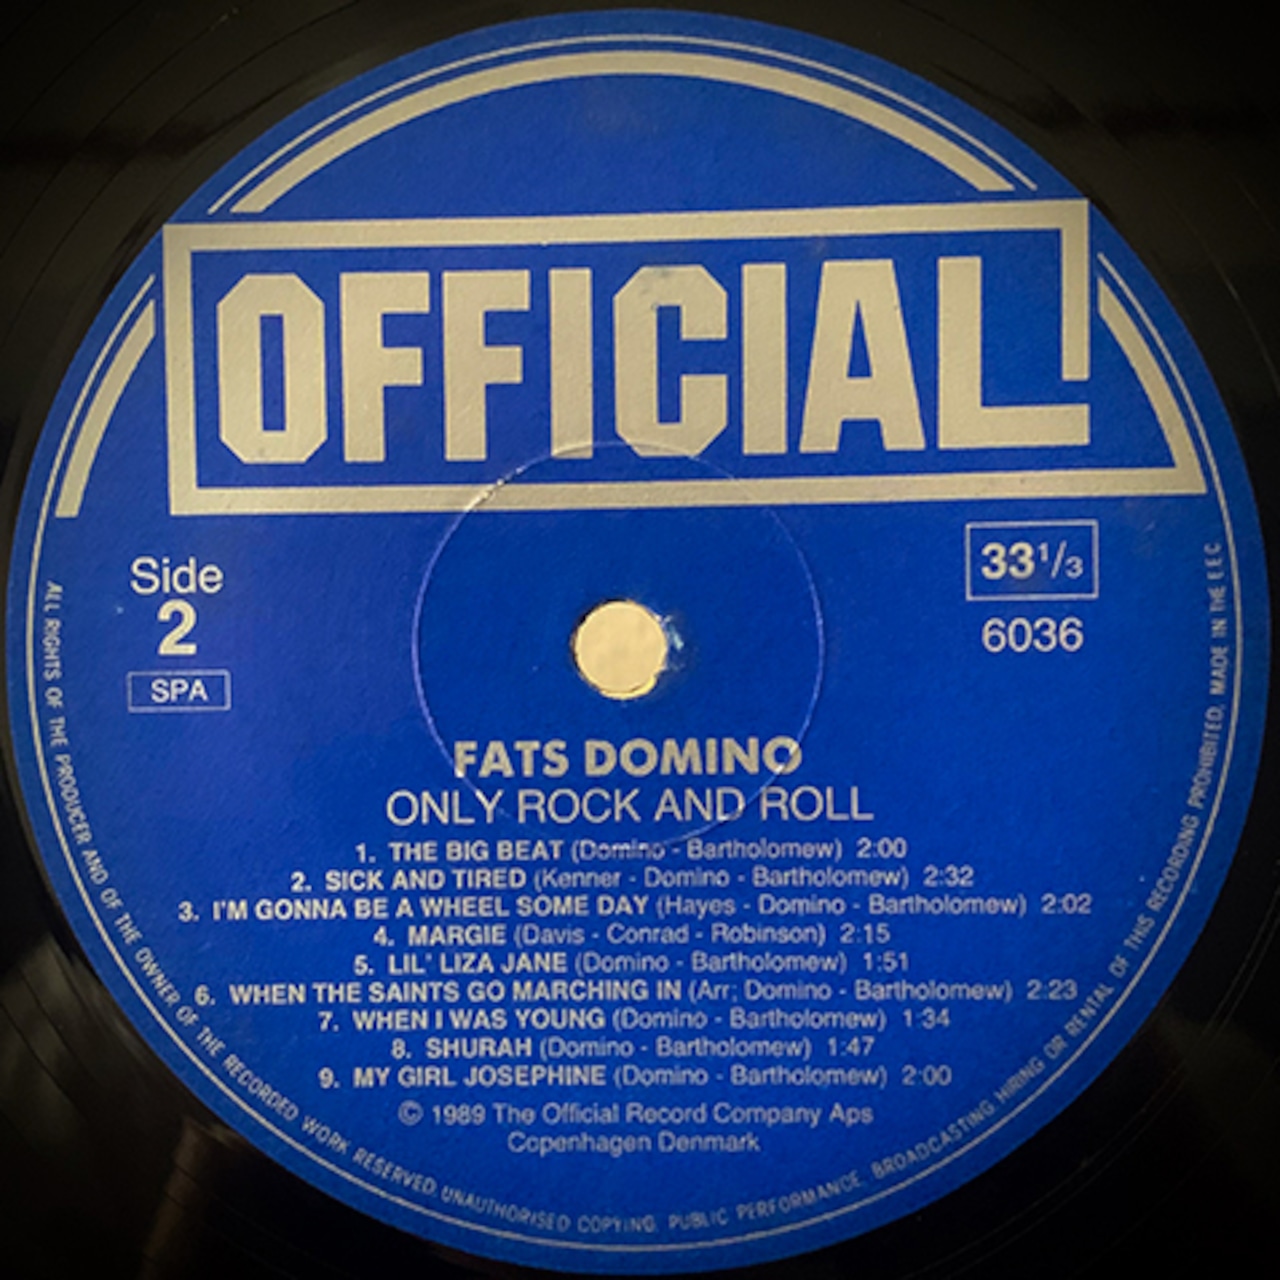 OFFICIAL
Side
2
SPA
33 1/3
6036
FATS DOMINO
ONLY ROCK AND ROLL
1. THE BIG BEAT (Domino - Bartholomew) 2:00
2. SICK AND TIRED (Kenner - Domino - Bartholomew) 2:32
3. I'M GONNA BE A WHEEL SOME DAY (Hayes - Domino - Bartholomew) 2:02
4. MARGIE (Davis - Conrad - Robinson) 2:15
5. LIL' LIZA JANE (Domino - Bartholomew) 1:51
6. WHEN THE SAINTS GO MARCHING IN (Arr; Domino - Bartholomew) 2:23
7. WHEN I WAS YOUNG (Domino - Bartholomew) 1:34
8. SHURAH (Domino - Bartholomew) 1:47
9. MY GIRL JOSEPHINE (Domino - Bartholomew) 2:00
© 1989 The Official Record Company Aps
Copenhagen Denmark
ALL RIGHTS OF THE PRODUCER AND OF THE OWNER OF THE RECORDED WORK RESERVED. UNAUTHORISED COPYING. PUBLIC PERFORMANCE. BROADCASTING HIRING OR RENTAL OF THIS RECORDING PROHIBITED. MADE IN THE EEC